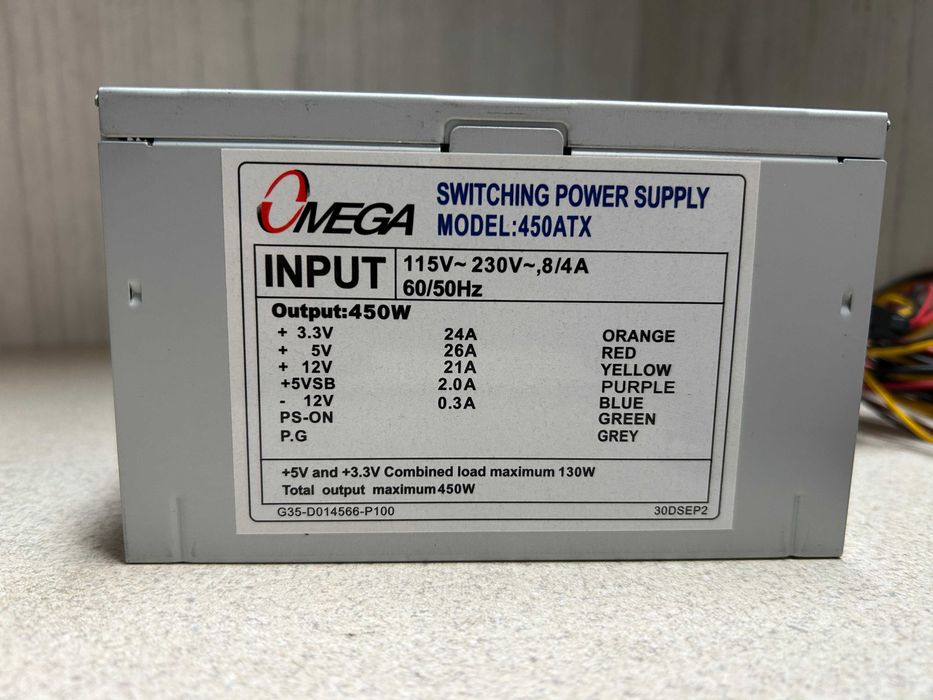 OMEGA
SWITCHING POWER SUPPLY
MODEL:450ATX
INPUT
115V~ 230V~,8/4A
60/50Hz
Output:450W
+ 3.3V 24A ORANGE
+ 5V 26A RED
+ 12V 21A YELLOW
+5VSB 2.0A PURPLE
- 12V 0.3A BLUE
PS-ON GREEN
P.G GREY
+5V and +3.3V Combined load maximum 130W
Total output maximum450W
G35-D014566-P100 30DSEP2